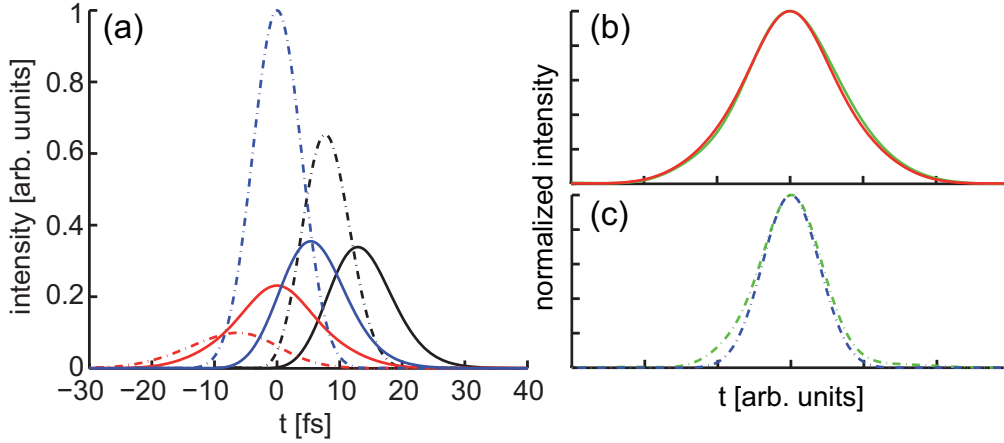 (a)
intensity [arb. uunits]
1
0.8
0.6
0.4
0.2
0
−30 −20 −10 0 10 20 30 40
t [fs]
(b)
(c)
normalized intensity
t [arb. units]